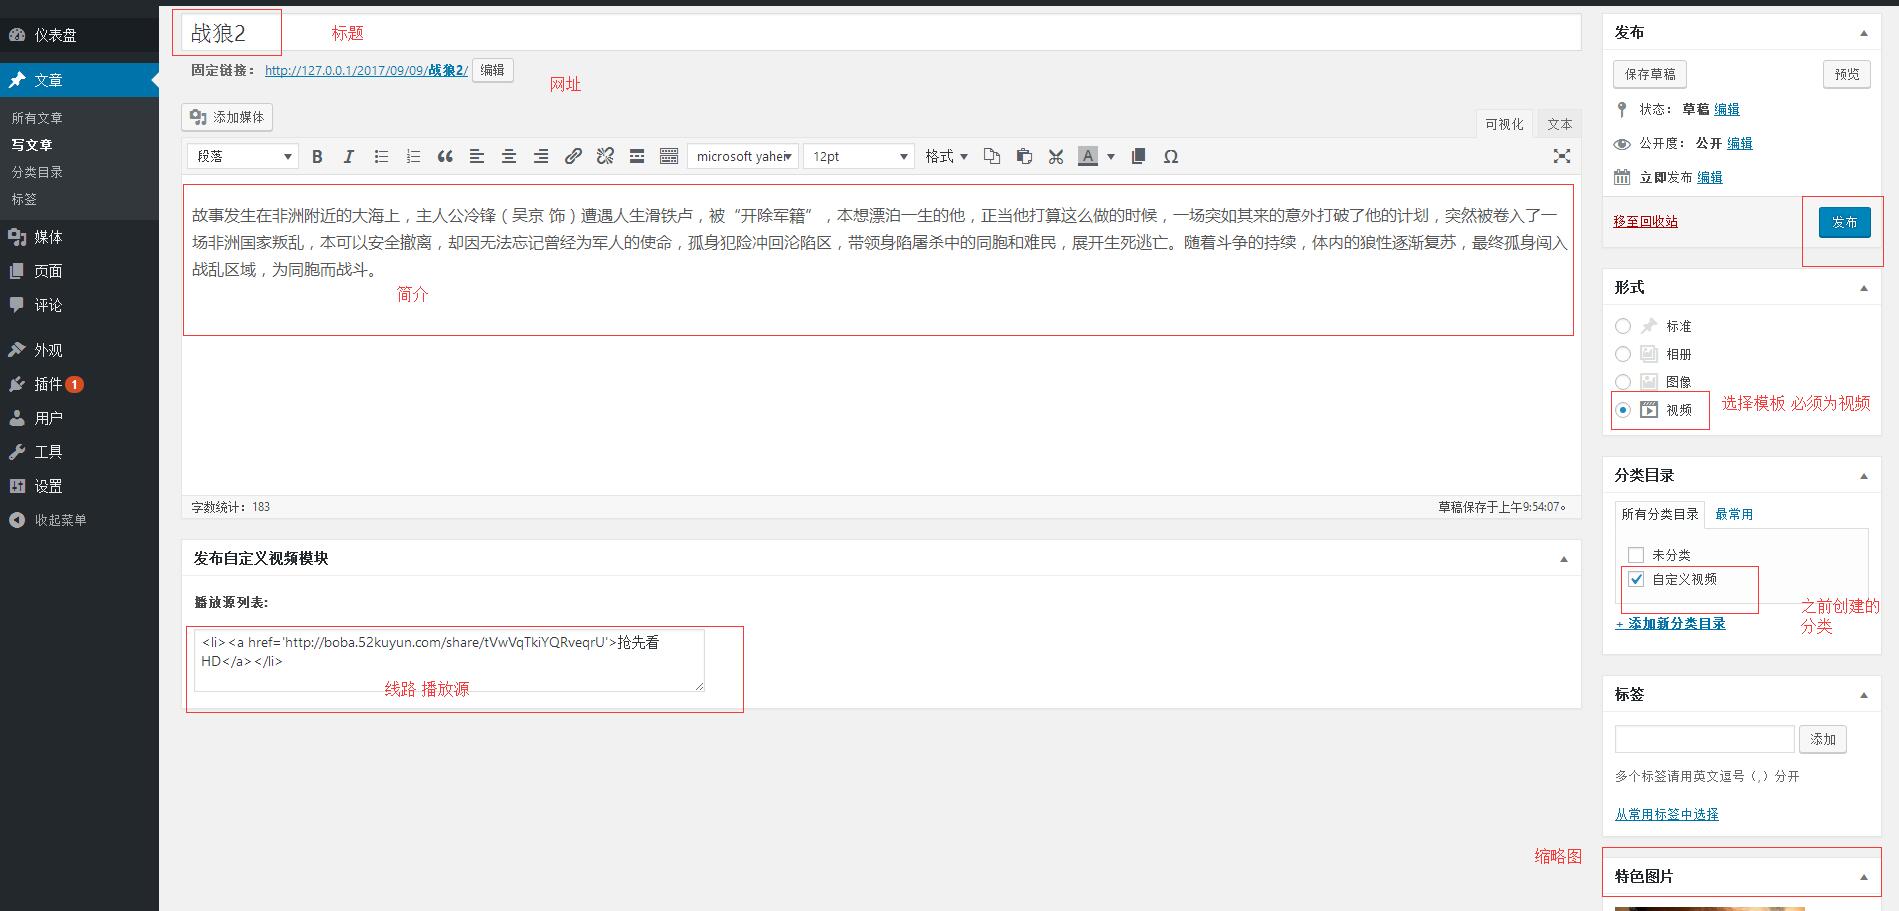 仪表盘
文章
所有文章
写文章
分类目录
标签
媒体
页面
评论
外观
插件 1
用户
工具
设置
收起菜单
战狼2
标题
固定链接： http://127.0.0.1/2017/09/09/战狼2/ 编辑
网址
添加媒体
可视化 文本
段落 B I microsoft yahei 12pt 格式 A Ω
故事发生在非洲附近的大海上，主人公冷锋（吴京 饰）遭遇人生滑铁卢，被“开除军籍”，本想漂泊一生的他，正当他打算这么做的时候，一场突如其来的意外打破了他的计划，突然被卷入了一
场非洲国家叛乱，本可以安全撤离，却因无法忘记曾经为军人的使命，孤身犯险冲回沦陷区，带领身陷屠杀中的同胞和难民，展开生死逃亡。随着斗争的持续，体内的狼性逐渐复苏，最终孤身闯入
战乱区域，为同胞而战斗。
简介
字数统计：183 草稿保存于上午9:54:07。
发布自定义视频模块
播放源列表:
<li><a href='http://boba.52kuyun.com/share/tVwVqTkiYQRveqrU'>抢先看
HD</a></li>
线路 播放源
发布
保存草稿 预览
状态： 草稿 编辑
公开度： 公开 编辑
立即发布 编辑
移至回收站 发布
形式
标准
相册
图像
视频
选择模板 必须为视频
分类目录
所有分类目录 最常用
未分类
自定义视频
之前创建的
分类
+ 添加新分类目录
标签
添加
多个标签请用英文逗号（,）分开
从常用标签中选择
缩略图
特色图片